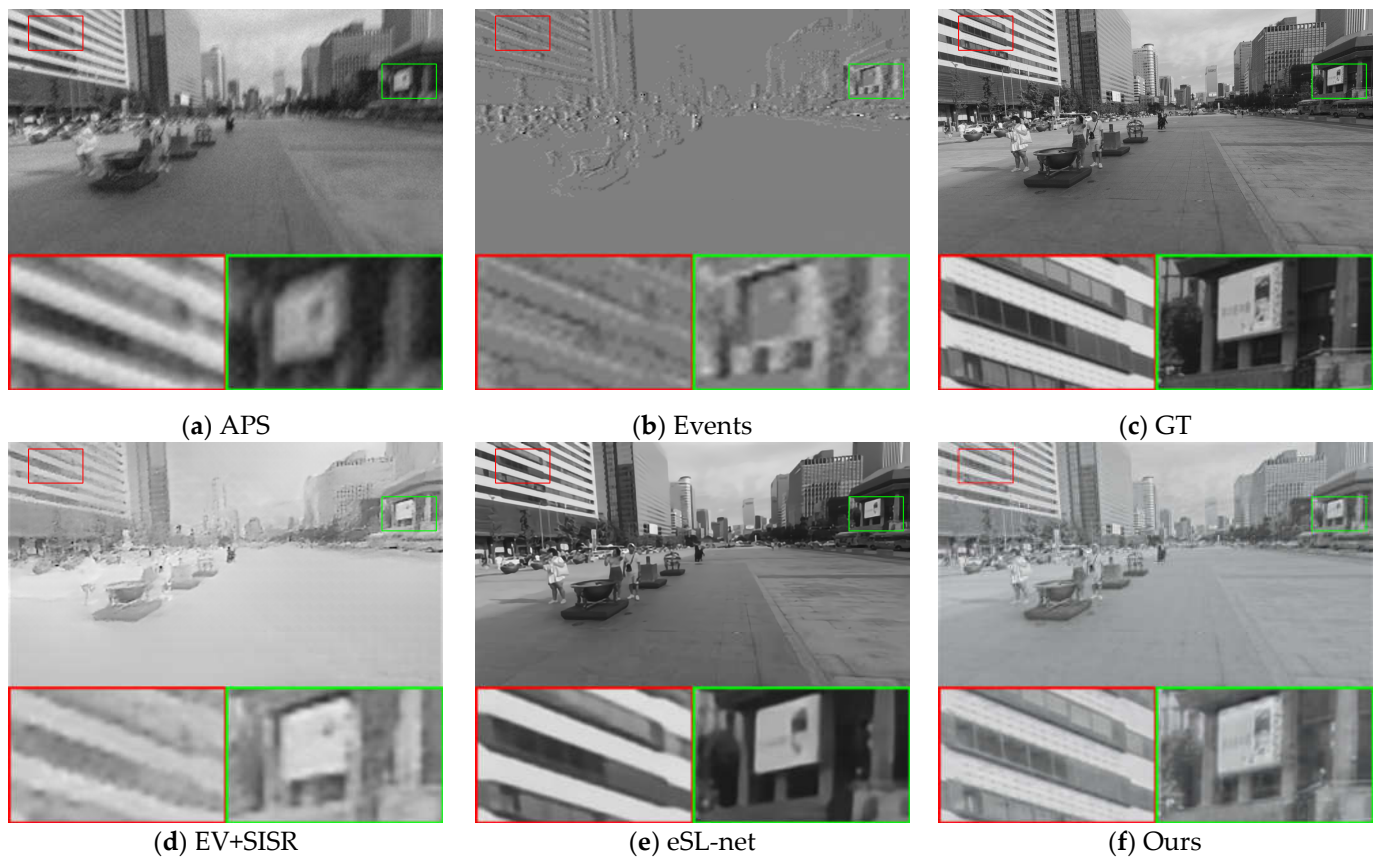 (a) APS
(b) Events
(c) GT
(d) EV+SISR
(e) eSL-net
(f) Ours